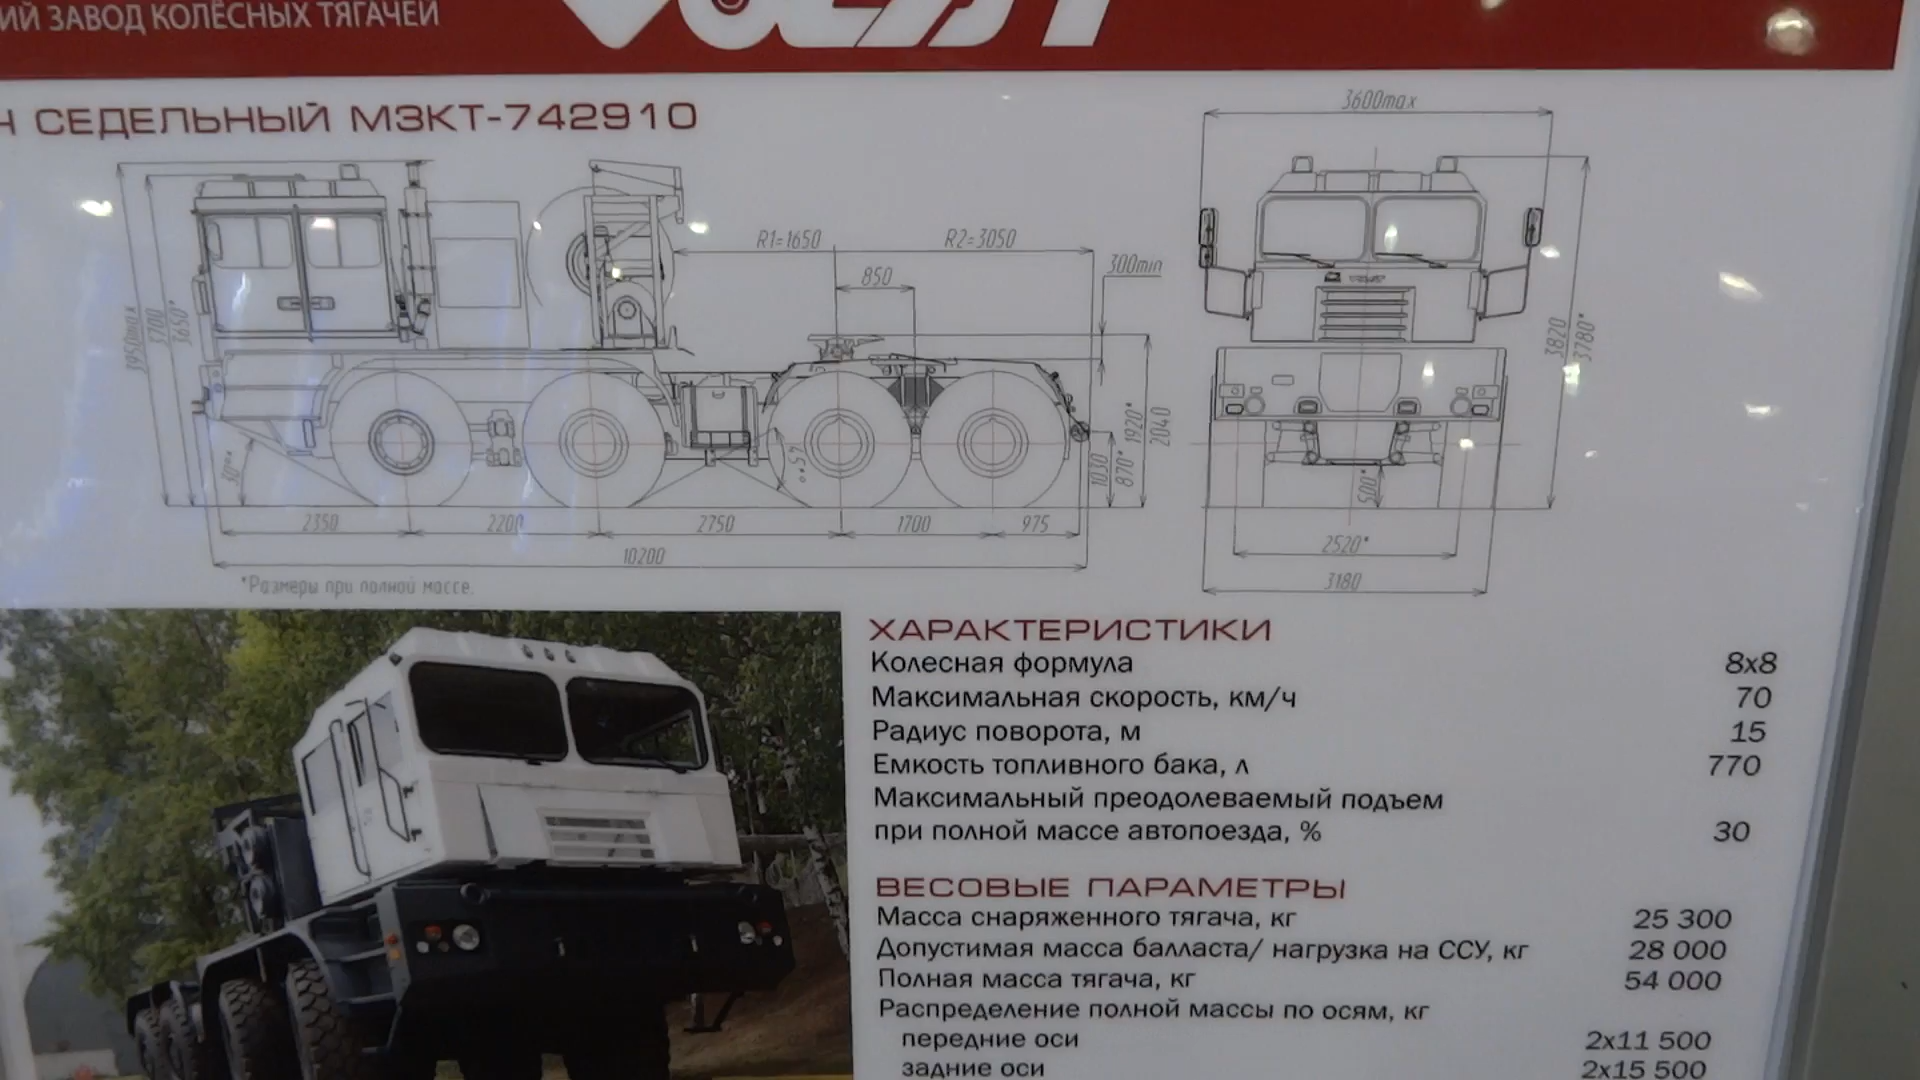 ИЙ ЗАВОД КОЛЁСНЫХ ТЯГАЧЕЙ
VOLAT
Ч СЕДЕЛЬНЫЙ МЗКТ-742910
3600max
R1=1650
R2=3050
850
300min
3950max
3700
3650*
3820
3780*
1030
870*
1920*
2040
30°*
45*°
500*
2350
2200
2750
1700
975
10200
2520*
3180
*Размеры при полной массе.
ХАРАКТЕРИСТИКИ
Колесная формула 8x8
Максимальная скорость, км/ч 70
Радиус поворота, м 15
Емкость топливного бака, л 770
Максимальный преодолеваемый подъем
при полной массе автопоезда, % 30
ВЕСОВЫЕ ПАРАМЕТРЫ
Масса снаряженного тягача, кг 25 300
Допустимая масса балласта/ нагрузка на ССУ, кг 28 000
Полная масса тягача, кг 54 000
Распределение полной массы по осям, кг
передние оси 2x11 500
задние оси 2x15 500